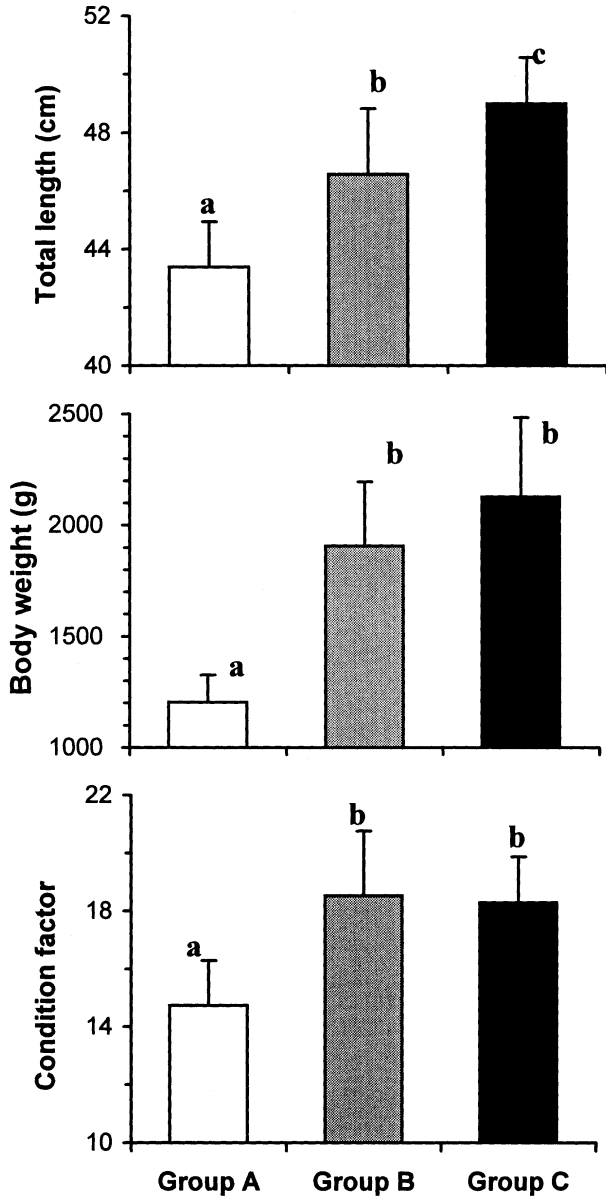 52
48
44
40
Total length (cm)
a
b
c
2500
2000
1500
1000
Body weight (g)
a
b
b
22
18
14
10
Condition factor
a
b
b
Group A
Group B
Group C